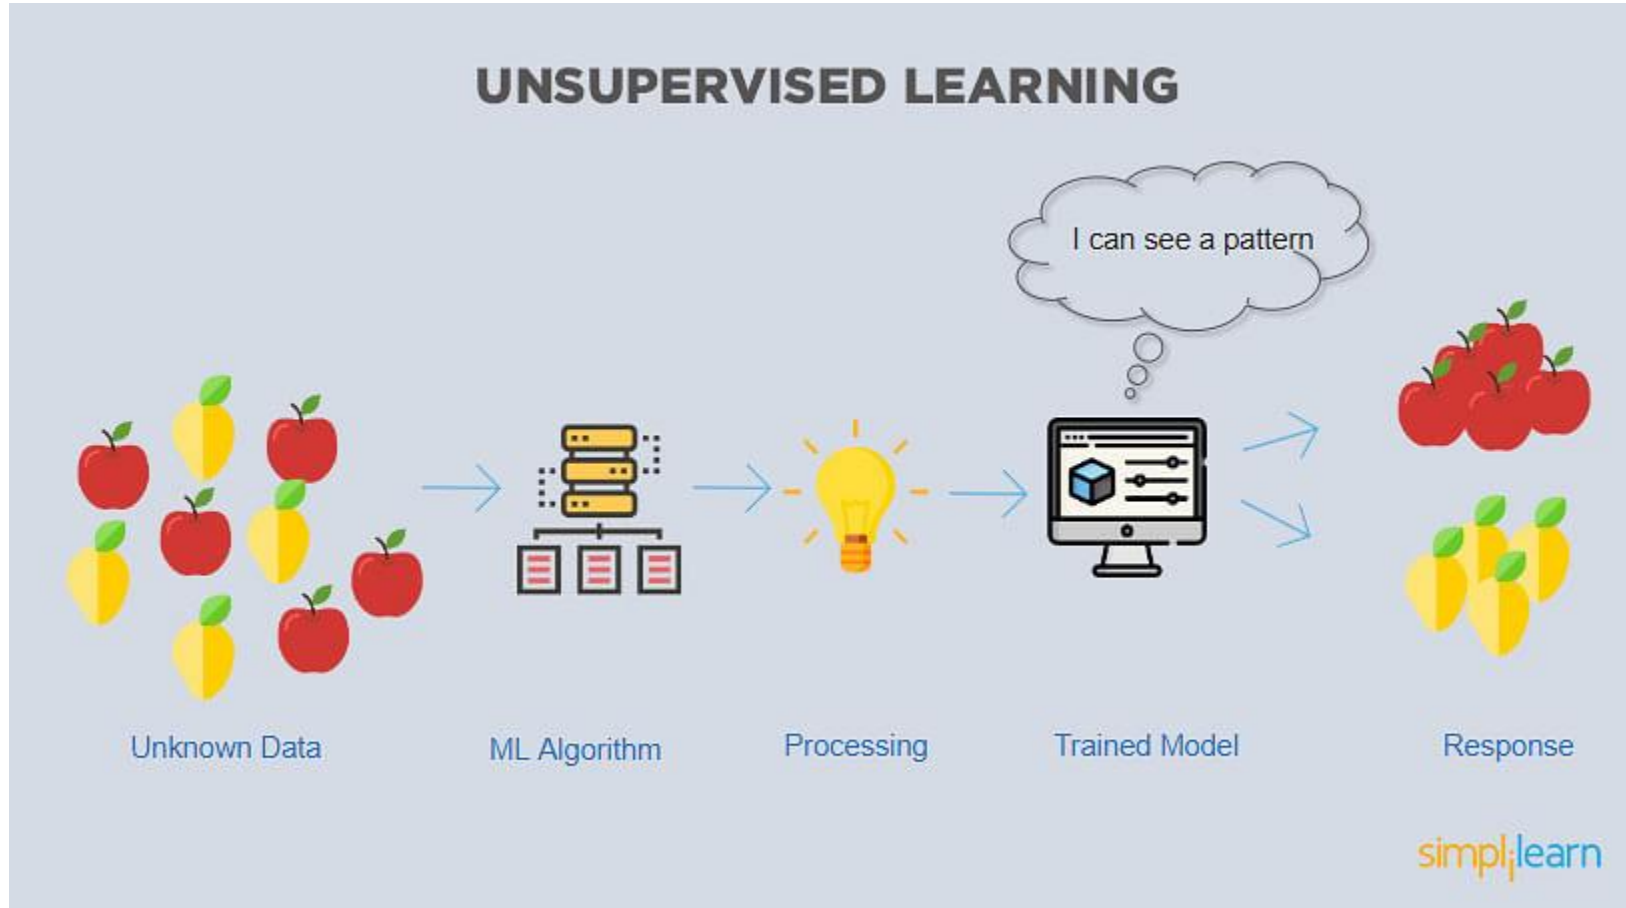 UNSUPERVISED LEARNING
I can see a pattern
Unknown Data
ML Algorithm
Processing
Trained Model
Response
simplilearn